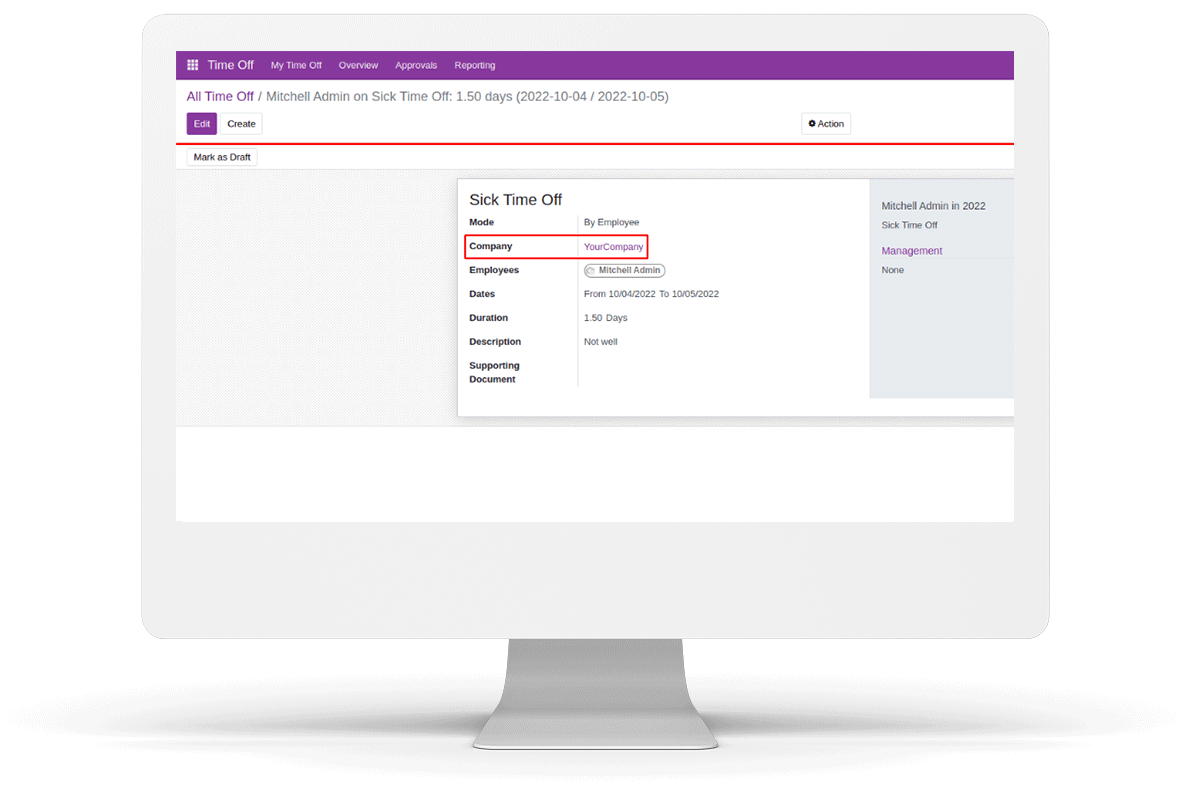 Time Off My Time Off Overview Approvals Reporting
All Time Off / Mitchell Admin on Sick Time Off: 1.50 days (2022-10-04 / 2022-10-05)
Edit Create Action
Mark as Draft
Sick Time Off
Mode By Employee
Company YourCompany
Employees Mitchell Admin
Dates From 10/04/2022 To 10/05/2022
Duration 1.50 Days
Description Not well
Supporting
Document
Mitchell Admin in 2022
Sick Time Off
Management
None